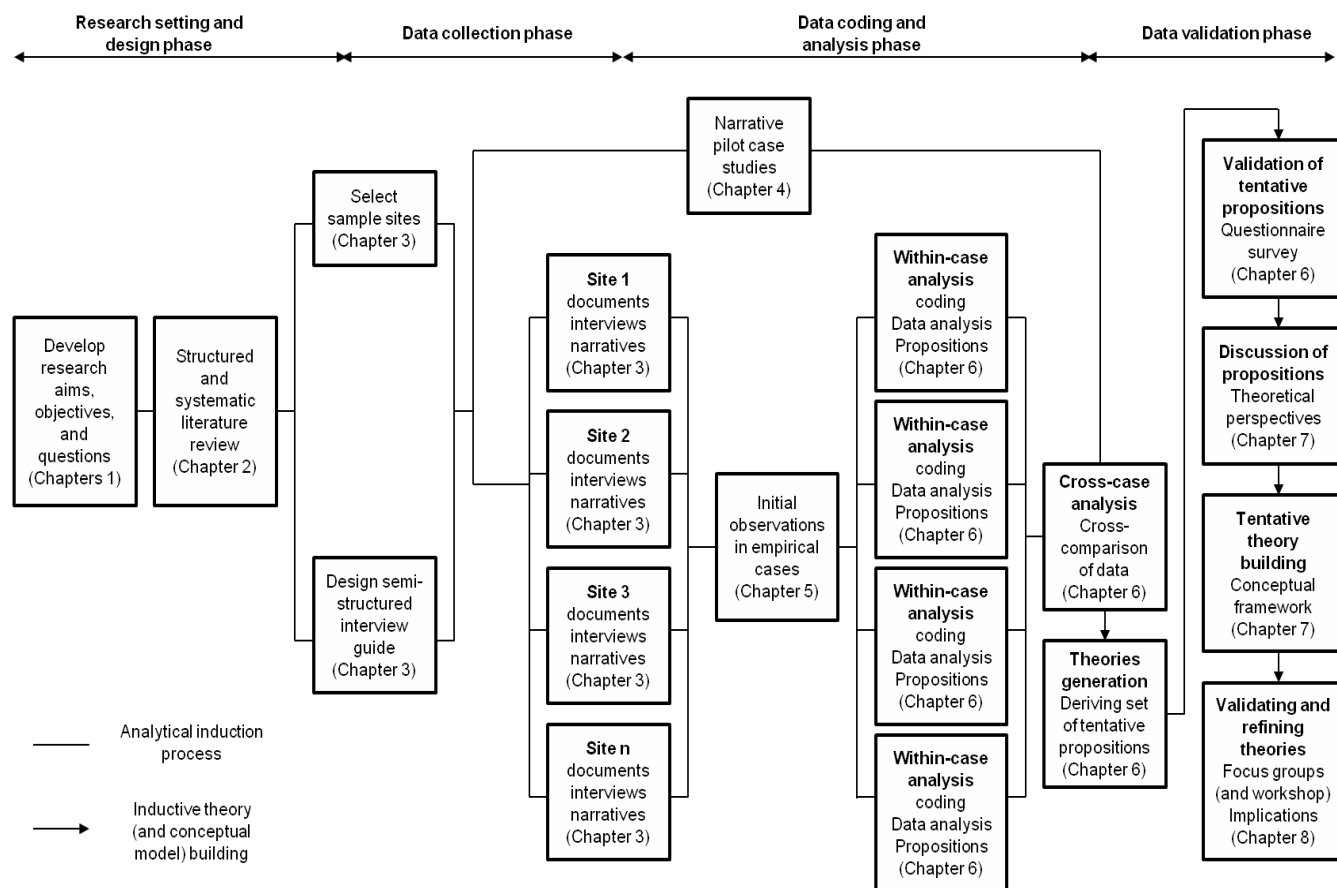 Research setting and
design phase
Data collection phase
Data coding and
analysis phase
Data validation phase
Develop
research
aims,
objectives,
and
questions
(Chapters 1)
Structured and
systematic
literature
review
(Chapter 2)
Select
sample sites
(Chapter 3)
Design semi-
structured
interview
guide
(Chapter 3)
Narrative
pilot case
studies
(Chapter 4)
Site 1
documents
interviews
narratives
(Chapter 3)
Site 2
documents
interviews
narratives
(Chapter 3)
Site 3
documents
interviews
narratives
(Chapter 3)
Site n
documents
interviews
narratives
(Chapter 3)
Initial
observations
in empirical
cases
(Chapter 5)
Within-case
analysis
coding
Data analysis
Propositions
(Chapter 6)
Within-case
analysis
coding
Data analysis
Propositions
(Chapter 6)
Within-case
analysis
coding
Data analysis
Propositions
(Chapter 6)
Within-case
analysis
coding
Data analysis
Propositions
(Chapter 6)
Cross-case
analysis
Cross-
comparison
of data
(Chapter 6)
Theories
generation
Deriving set
of tentative
propositions
(Chapter 6)
Validation of
tentative
propositions
Questionnaire
survey
(Chapter 6)
Discussion of
propositions
Theoretical
perspectives
(Chapter 7)
Tentative
theory
building
Conceptual
framework
(Chapter 7)
Validating and
refining
theories
Focus groups
(and workshop)
Implications
(Chapter 8)
Analytical induction
process
Inductive theory
(and conceptual
model) building